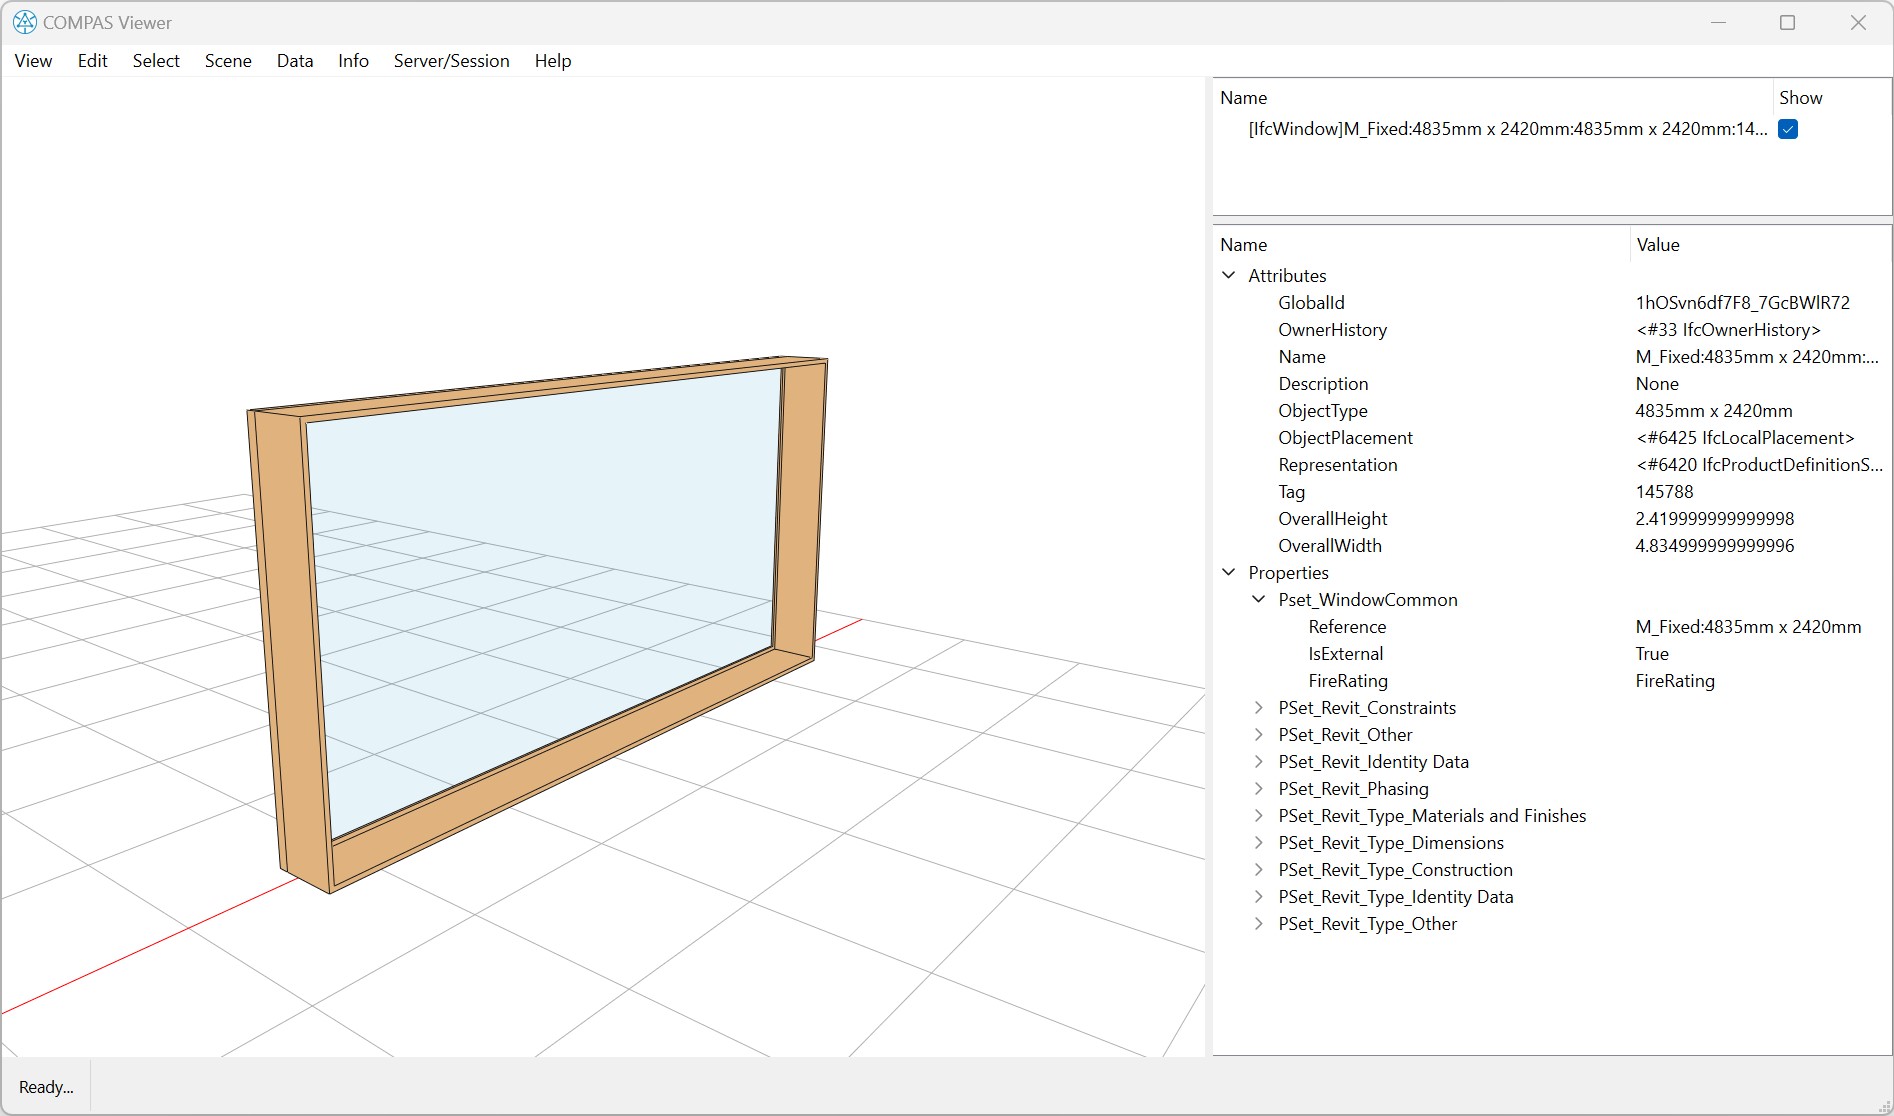 COMPAS Viewer
View Edit Select Scene Data Info Server/Session Help
Name Show
[IfcWindow]M_Fixed:4835mm x 2420mm:4835mm x 2420mm:14...
Name Value
Attributes
GlobalId 1hOSvn6df7F8_7GcBWlR72
OwnerHistory <#33 IfcOwnerHistory>
Name M_Fixed:4835mm x 2420mm:...
Description None
ObjectType 4835mm x 2420mm
ObjectPlacement <#6425 IfcLocalPlacement>
Representation <#6420 IfcProductDefinitionS...
Tag 145788
OverallHeight 2.419999999999998
OverallWidth 4.834999999999996
Properties
Pset_WindowCommon
Reference M_Fixed:4835mm x 2420mm
IsExternal True
FireRating FireRating
PSet_Revit_Constraints
PSet_Revit_Other
PSet_Revit_Identity Data
PSet_Revit_Phasing
PSet_Revit_Type_Materials and Finishes
PSet_Revit_Type_Dimensions
PSet_Revit_Type_Construction
PSet_Revit_Type_Identity Data
PSet_Revit_Type_Other
Ready...